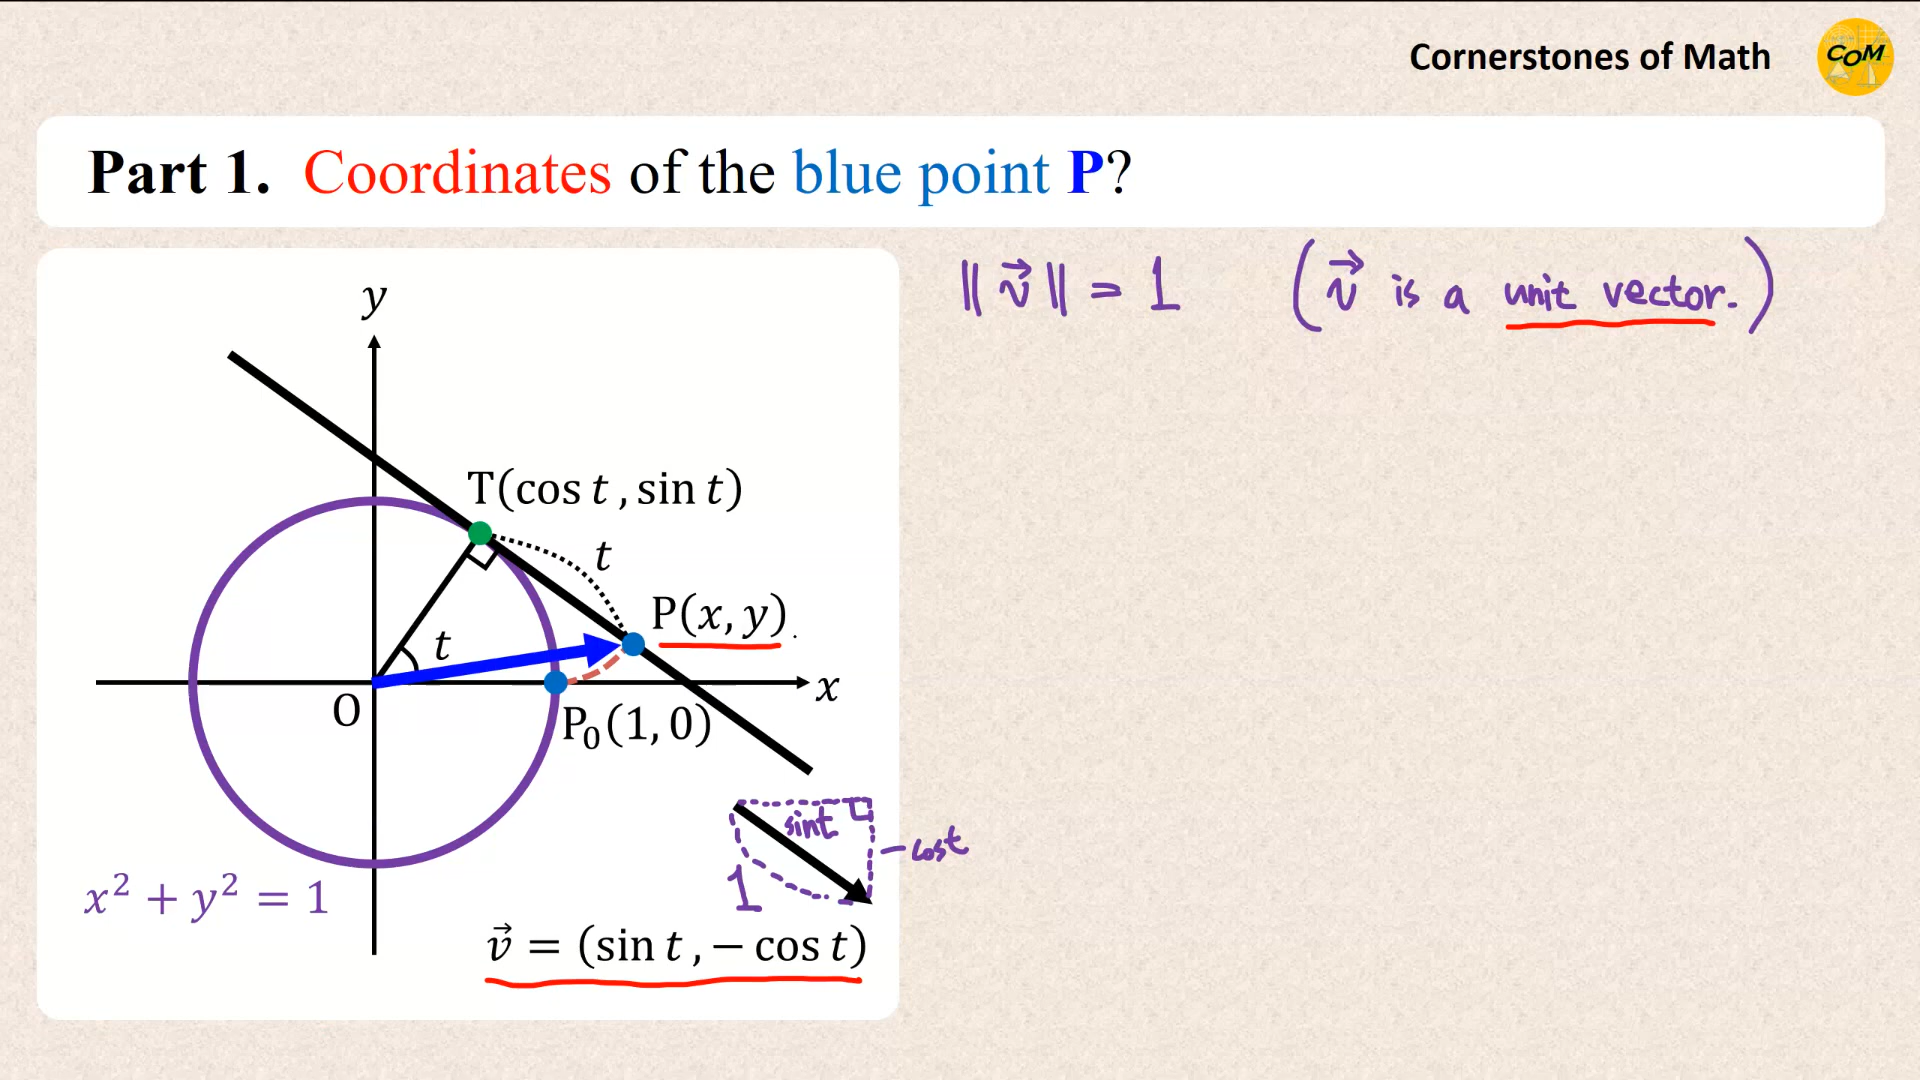 Cornerstones of Math
COM
Part 1. Coordinates of the blue point P?
‖v⃗‖ = 1 (v⃗ is a unit vector.)
y
T(cos t , sin t)
t
P(x, y)
t
x
O
P₀(1, 0)
sint
-cost
1
x² + y² = 1
v⃗ = (sin t , − cos t)